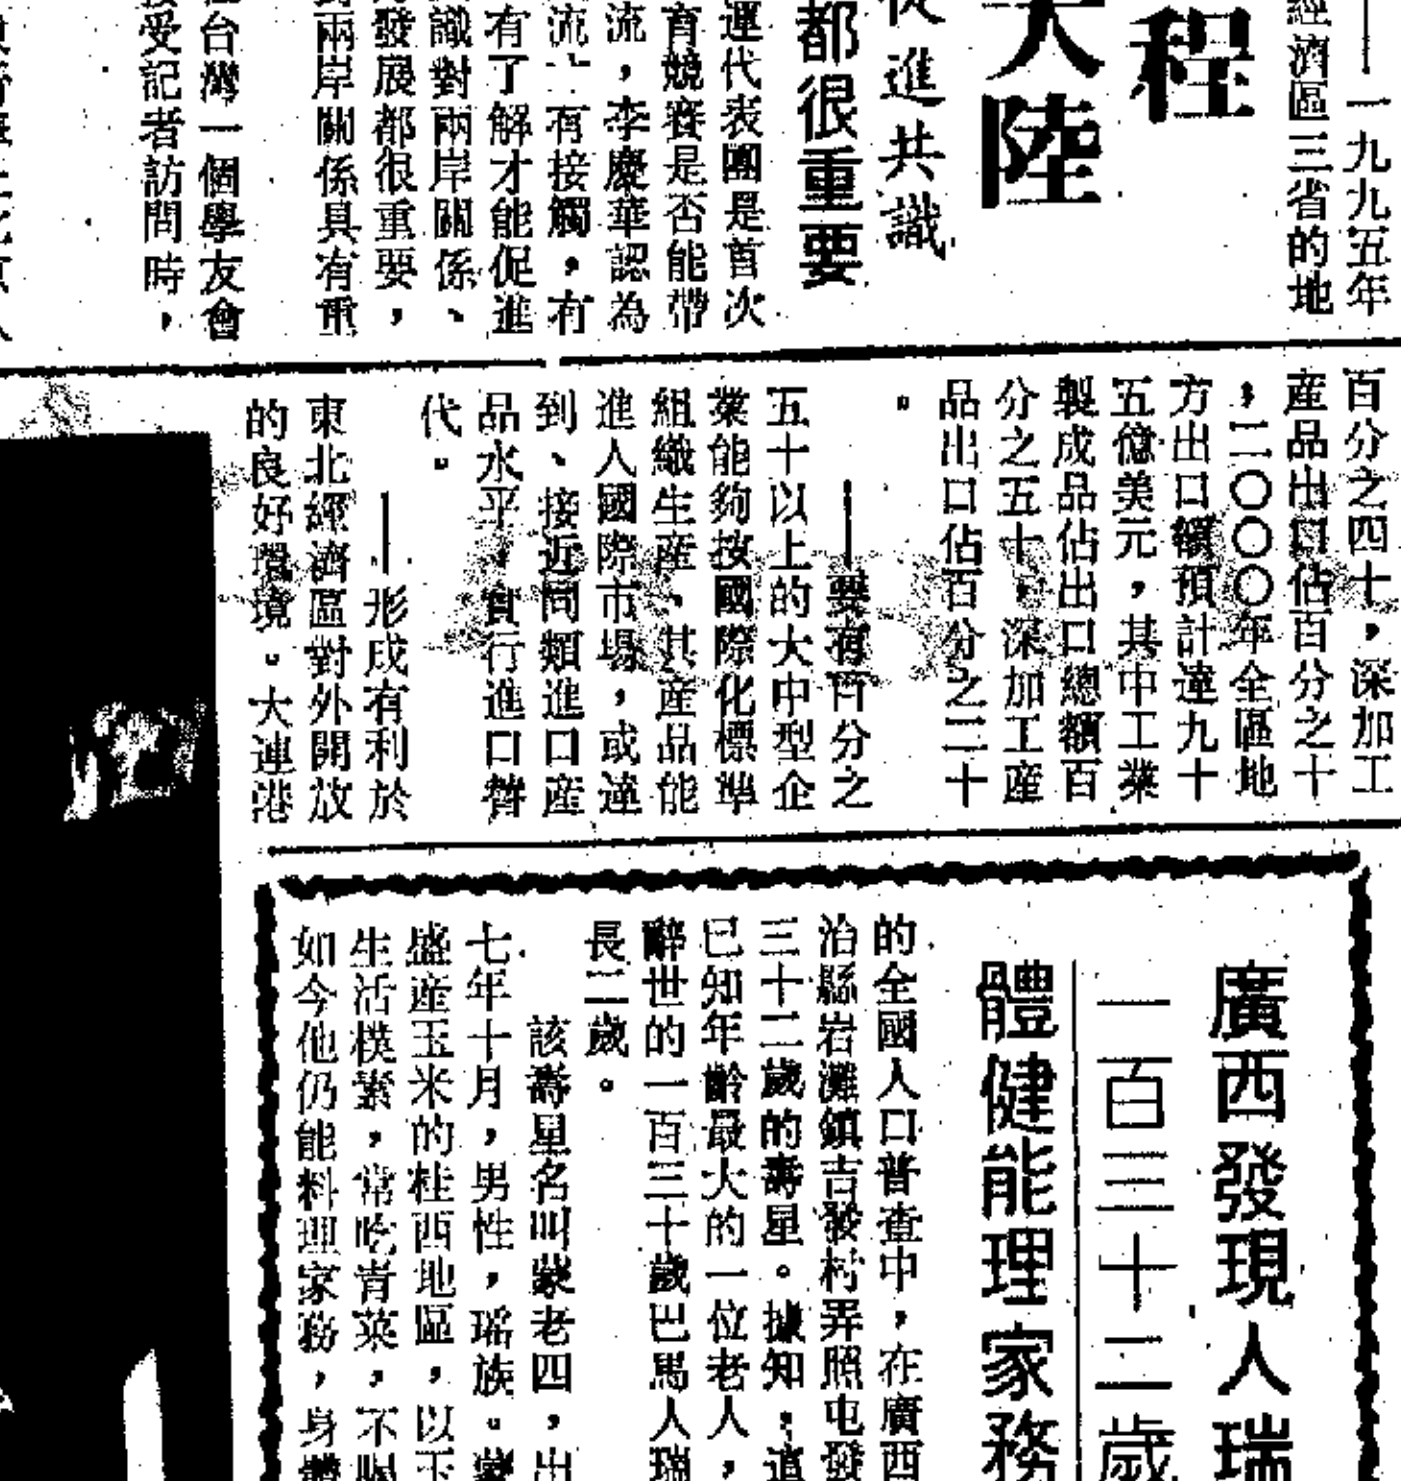 程
大陸
促進共識
都很重要
經濟區三省的地
一九九五年
運代表團是首次
育競賽是否能帶
流，李慶華認為
有接觸，有
有了解才能促進
識對兩岸關係、
發展都很重要，
兩岸關係具有重
台灣一個學友會
受記者訪問時，
百分之四十，深加工
產品出口佔百分之十
，二〇〇〇年全區地
方出口額預計達九十
五億美元，其中工業
製成品佔出口總額百
分之五十，深加工產
品出口佔百分之二十
。
——要有百分之
五十以上的大中型企
業能夠按國際化標準
組織生產、其產品能
進入國際市場，或達
到、接近同類進口產
品水平，實行進口替
代。
——形成有利於
東北經濟區對外開放
的良好環境。大連港
廣西發現人瑞
一百三十二歲
體健能理家務
的全國人口普查中，在廣西
治縣岩灘鎮吉發村弄照屯發
三十二歲的壽星。據知，這
已知年齡最大的一位老人，
辭世的一百三十歲巴馬人瑞
長二歲。
該壽星名叫蒙老四，出
七年十月，男性，瑤族。蒙
盛產玉米的桂西地區，以玉
生活樸素，常吃青菜，不喝
如今他仍能料理家務，身體